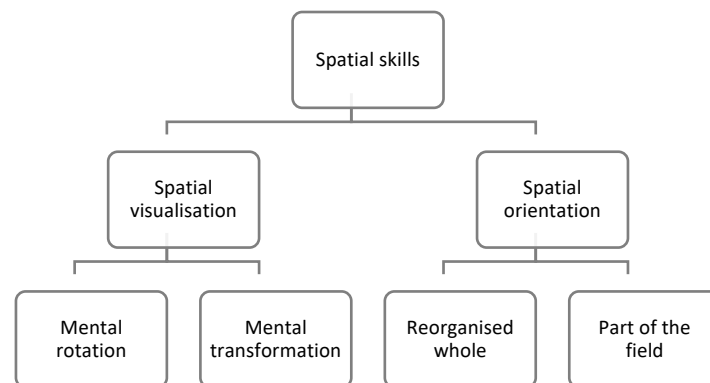 Spatial skills
Spatial
visualisation
Spatial
orientation
Mental
rotation
Mental
transformation
Reorganised
whole
Part of the
field